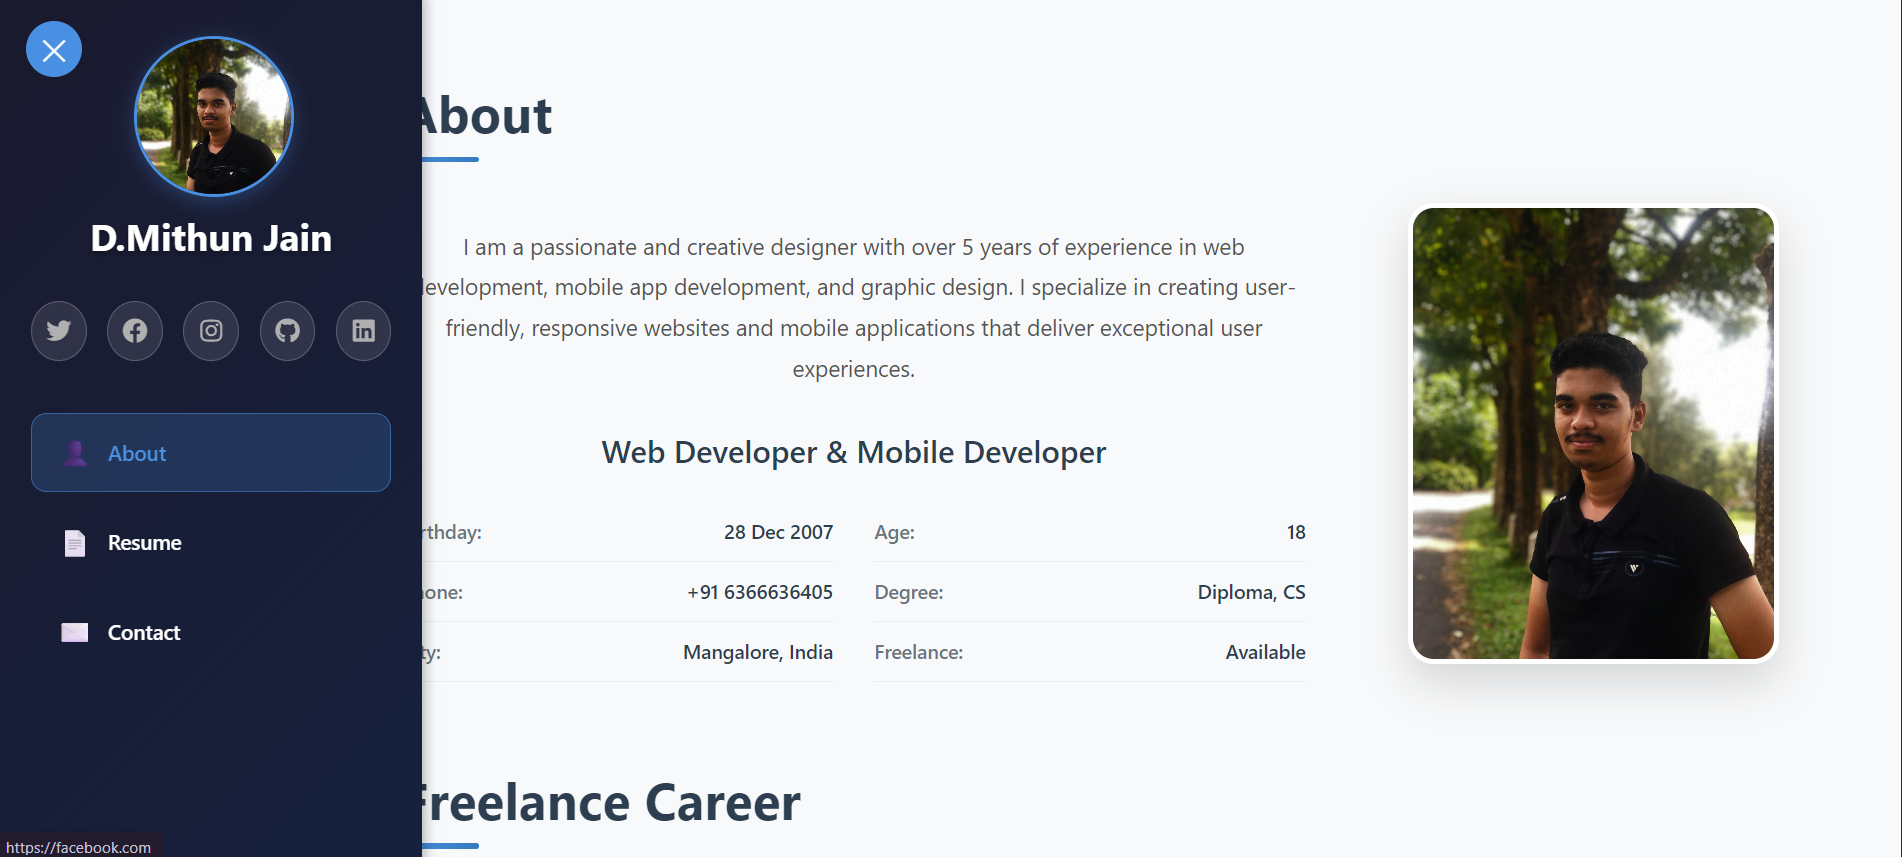 D.Mithun Jain
About
Resume
Contact
https://facebook.com
About
I am a passionate and creative designer with over 5 years of experience in web
evelopment, mobile app development, and graphic design. I specialize in creating user-
friendly, responsive websites and mobile applications that deliver exceptional user
experiences.
Web Developer & Mobile Developer
rthday: 28 Dec 2007 Age: 18
one: +91 6366636405 Degree: Diploma, CS
ty: Mangalore, India Freelance: Available
Freelance Career